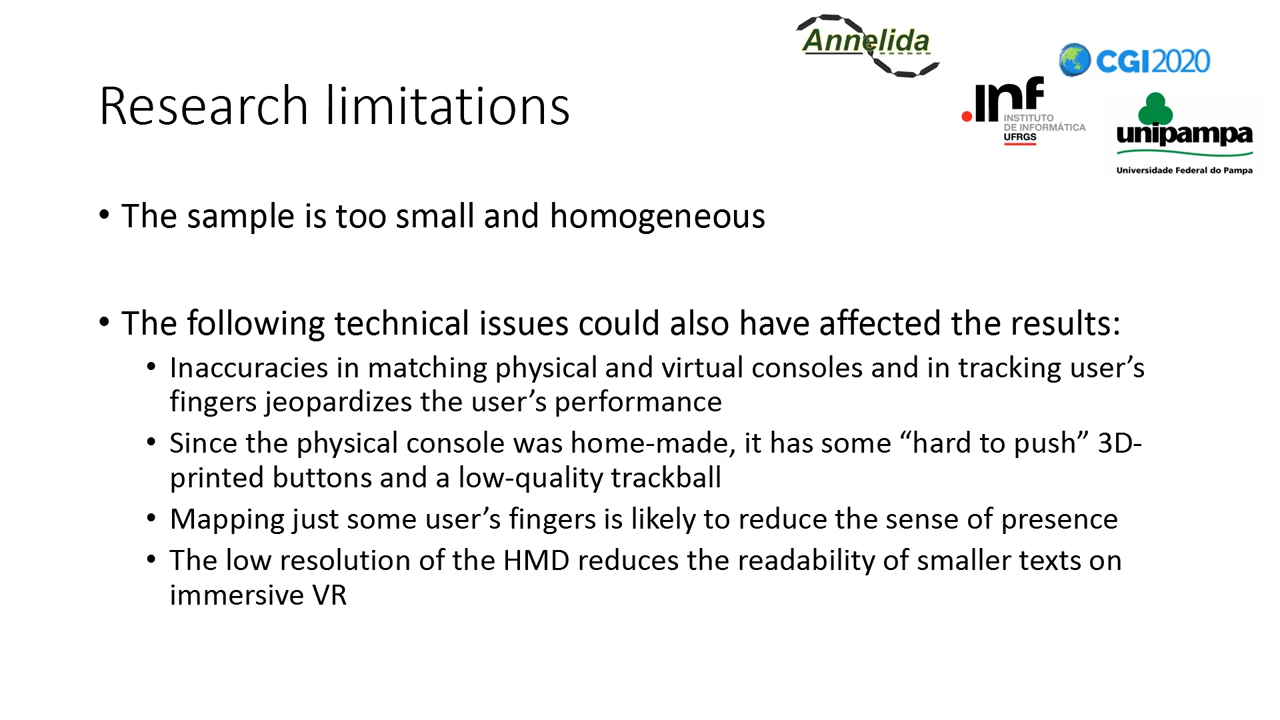 Annelida
CGI2020
.inf
INSTITUTO
DE INFORMÁTICA
UFRGS
unipampa
Universidade Federal do Pampa
Research limitations
• The sample is too small and homogeneous
• The following technical issues could also have affected the results:
• Inaccuracies in matching physical and virtual consoles and in tracking user’s
fingers jeopardizes the user’s performance
• Since the physical console was home-made, it has some “hard to push” 3D-
printed buttons and a low-quality trackball
• Mapping just some user’s fingers is likely to reduce the sense of presence
• The low resolution of the HMD reduces the readability of smaller texts on
immersive VR